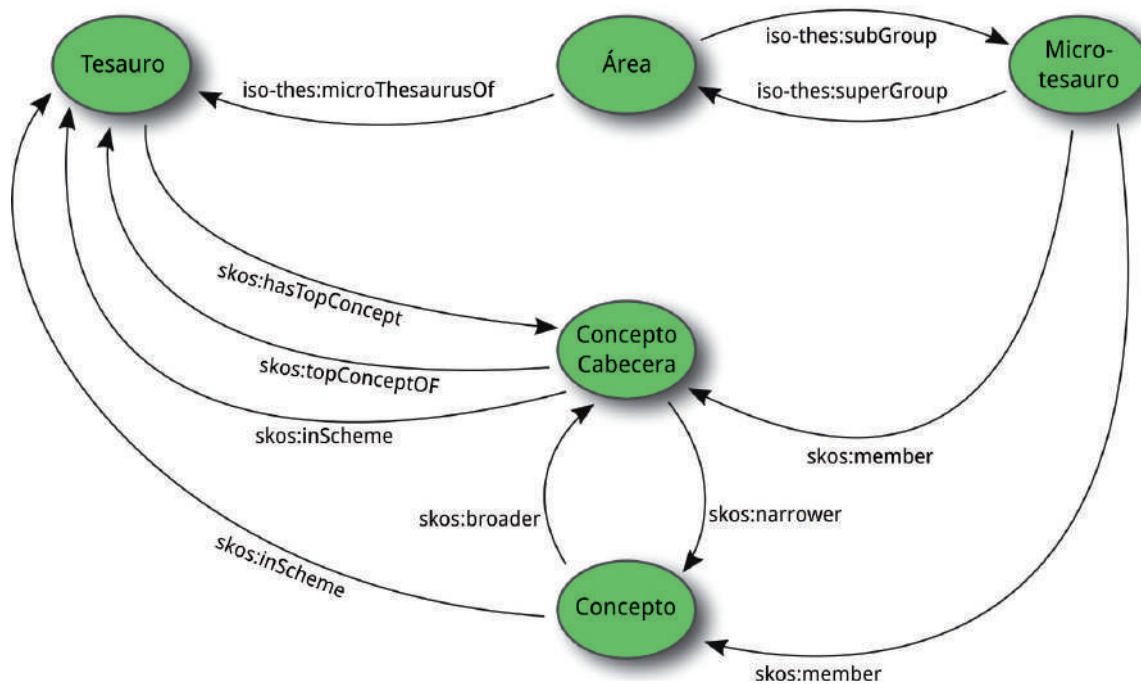 Tesauro
Área
Micro-
tesauro
iso-thes:subGroup
iso-thes:superGroup
iso-thes:microThesaurusOf
skos:hasTopConcept
skos:topConceptOF
skos:inScheme
Concepto
Cabecera
skos:member
skos:broader
skos:narrower
skos:inScheme
Concepto
skos:member